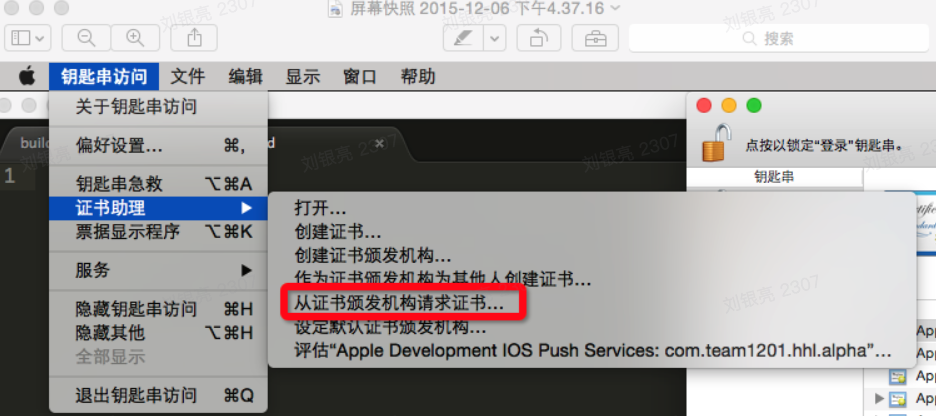 屏幕快照 2015-12-06 下午4.37.16
搜索
钥匙串访问 文件 编辑 显示 窗口 帮助
关于钥匙串访问
偏好设置... ⌘,
钥匙串急救 ⌥⌘A
证书助理 ▶
票据显示程序 ⌥⌘K
服务 ▶
隐藏钥匙串访问 ⌘H
隐藏其他 ⌥⌘H
全部显示
退出钥匙串访问 ⌘Q
build
d ×
1
打开...
创建证书...
创建证书颁发机构...
作为证书颁发机构为其他人创建证书...
从证书颁发机构请求证书...
设定默认证书颁发机构...
评估“Apple Development IOS Push Services: com.team1201.hhl.alpha”...
点按以锁定“登录”钥匙串。
钥匙串
App
App
App
App
App
刘银亮 2307
刘银亮 2307
刘银亮 2307